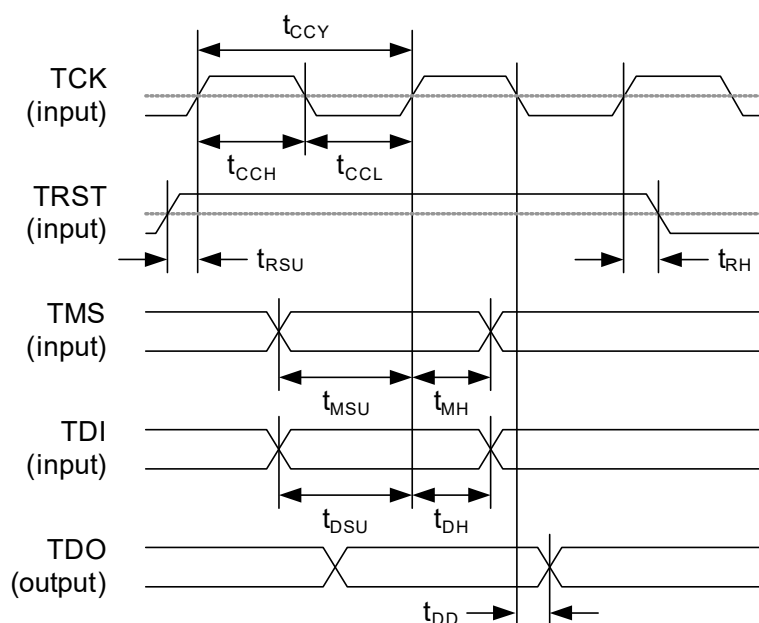 tCCY
TCK
(input)
tCCH
tCCL
TRST
(input)
tRSU
tRH
TMS
(input)
tMSU
tMH
TDI
(input)
tDSU
tDH
TDO
(output)
tDD